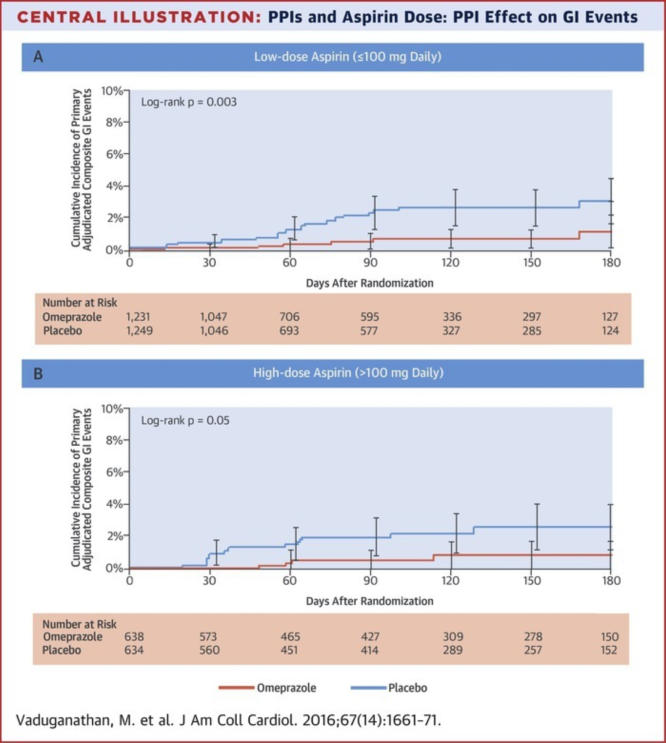 CENTRAL ILLUSTRATION: PPIs and Aspirin Dose: PPI Effect on GI Events
A
Low-dose Aspirin (≤100 mg Daily)
Cumulative Incidence of Primary
Adjudicated Composite GI Events
10%
8%
6%
4%
2%
0%
Log-rank p = 0.003
0 30 60 90 120 150 180
Days After Randomization
Number at Risk
Omeprazole 1,231 1,047 706 595 336 297 127
Placebo 1,249 1,046 693 577 327 285 124
B
High-dose Aspirin (>100 mg Daily)
Cumulative Incidence of Primary
Adjudicated Composite GI Events
10%
8%
6%
4%
2%
0%
Log-rank p = 0.05
0 30 60 90 120 150 180
Days After Randomization
Number at Risk
Omeprazole 638 573 465 427 309 278 150
Placebo 634 560 451 414 289 257 152
Omeprazole Placebo
Vaduganathan, M. et al. J Am Coll Cardiol. 2016;67(14):1661–71.